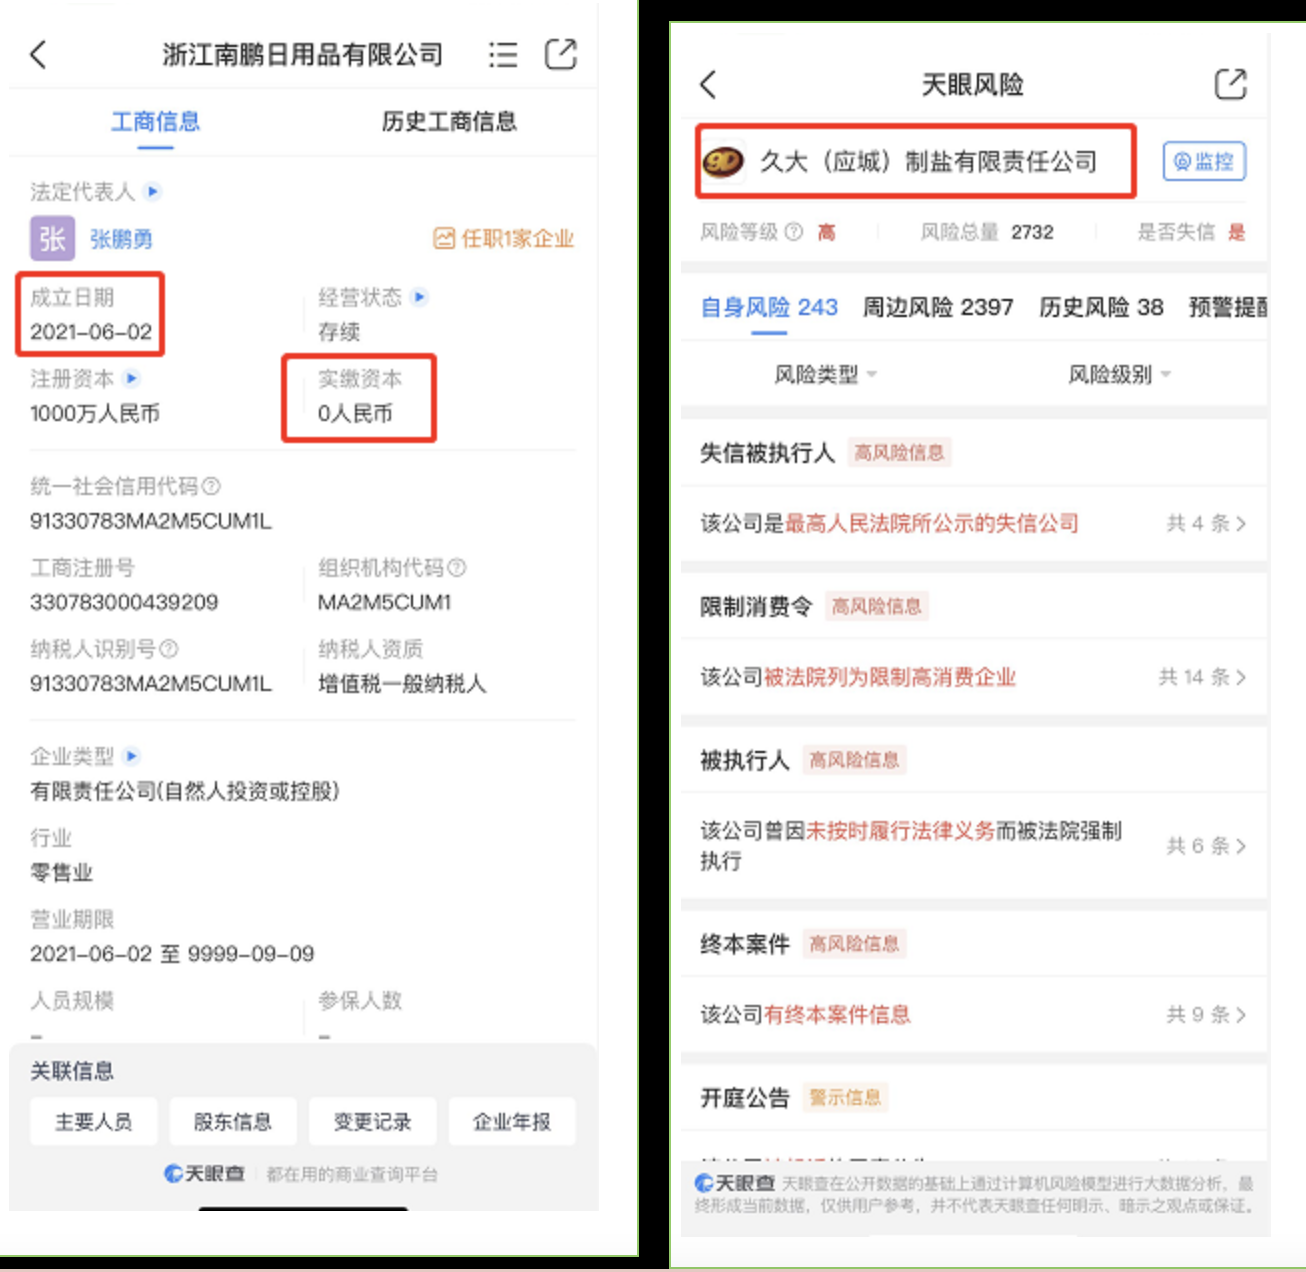 浙江南鹏日用品有限公司
工商信息
历史工商信息
法定代表人
张
张鹏勇
任职1家企业
成立日期
经营状态
2021-06-02
存续
注册资本
实缴资本
1000万人民币
0人民币
统一社会信用代码
91330783MA2M5CUM1L
工商注册号
组织机构代码
330783000439209
MA2M5CUM1
纳税人识别号
纳税人资质
91330783MA2M5CUM1L
增值税一般纳税人
企业类型
有限责任公司(自然人投资或控股)
行业
零售业
营业期限
2021-06-02 至 9999-09-09
人员规模
参保人数
-
-
关联信息
主要人员
股东信息
变更记录
企业年报
天眼查
都在用的商业查询平台
天眼风险
久大（应城）制盐有限责任公司
监控
风险等级 高
风险总量 2732
是否失信 是
自身风险 243
周边风险 2397
历史风险 38
预警提醒
风险类型
风险级别
失信被执行人 高风险信息
该公司是最高人民法院所公示的失信公司
共 4 条
限制消费令 高风险信息
该公司被法院列为限制高消费企业
共 14 条
被执行人 高风险信息
该公司曾因未按时履行法律义务而被法院强制
执行
共 6 条
终本案件 高风险信息
该公司有终本案件信息
共 9 条
开庭公告 警示信息
天眼查 天眼查在公开数据的基础上通过计算机风险模型进行大数据分析，最
终形成当前数据，仅供用户参考，并不代表天眼查任何明示、暗示之观点或保证。